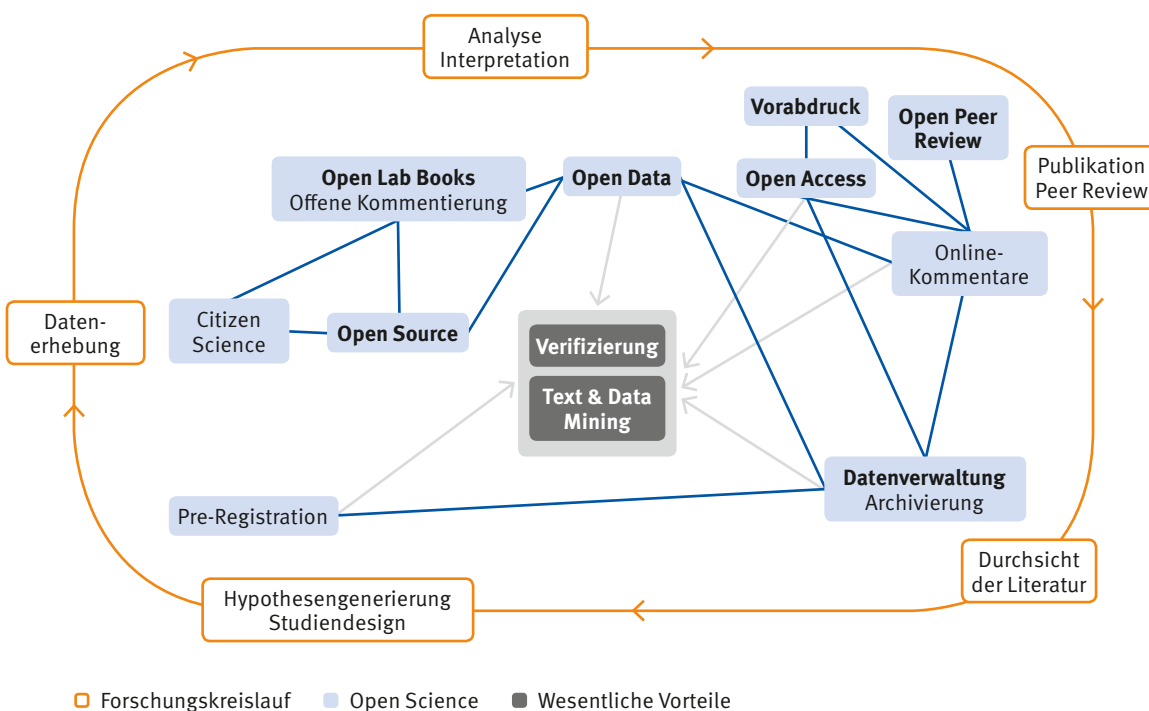 Analyse
Interpretation
Vorabdruck
Open Peer
Review
Publikation
Peer Review
Open Lab Books
Offene Kommentierung
Open Data
Open Access
Online-
Kommentare
Daten-
erhebung
Citizen
Science
Open Source
Verifizierung
Text & Data
Mining
Pre-Registration
Datenverwaltung
Archivierung
Durchsicht
der Literatur
Hypothesengenerierung
Studiendesign
Forschungskreislauf
Open Science
Wesentliche Vorteile